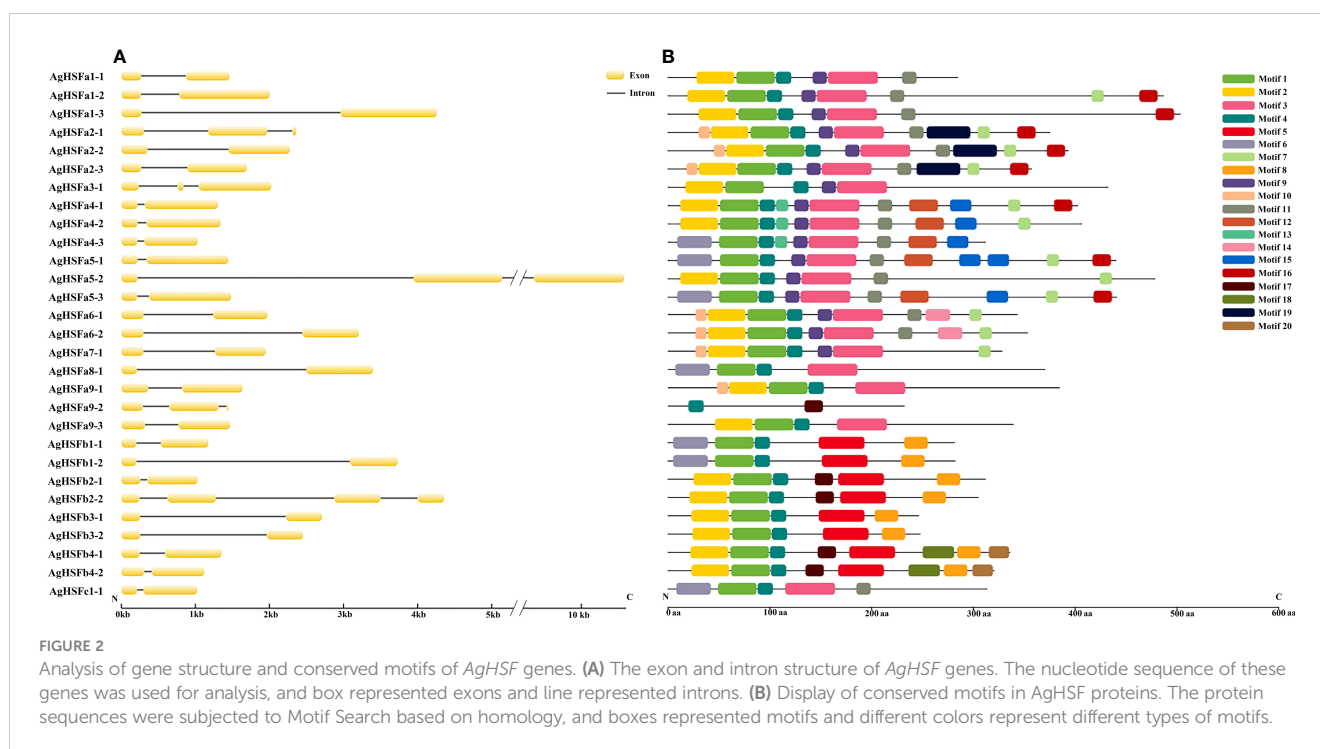 A
B
AgHSFa1-1
AgHSFa1-2
AgHSFa1-3
AgHSFa2-1
AgHSFa2-2
AgHSFa2-3
AgHSFa3-1
AgHSFa4-1
AgHSFa4-2
AgHSFa4-3
AgHSFa5-1
AgHSFa5-2
AgHSFa5-3
AgHSFa6-1
AgHSFa6-2
AgHSFa7-1
AgHSFa8-1
AgHSFa9-1
AgHSFa9-2
AgHSFa9-3
AgHSFb1-1
AgHSFb1-2
AgHSFb2-1
AgHSFb2-2
AgHSFb3-1
AgHSFb3-2
AgHSFb4-1
AgHSFb4-2
AgHSFc1-1
Exon
Intron
N
C
0kb 1kb 2kb 3kb 4kb 5kb 10 kb
Motif 1
Motif 2
Motif 3
Motif 4
Motif 5
Motif 6
Motif 7
Motif 8
Motif 9
Motif 10
Motif 11
Motif 12
Motif 13
Motif 14
Motif 15
Motif 16
Motif 17
Motif 18
Motif 19
Motif 20
N
C
0 aa 100 aa 200 aa 300 aa 400 aa 500 aa 600 aa
FIGURE 2
Analysis of gene structure and conserved motifs of AgHSF genes. (A) The exon and intron structure of AgHSF genes. The nucleotide sequence of these
genes was used for analysis, and box represented exons and line represented introns. (B) Display of conserved motifs in AgHSF proteins. The protein
sequences were subjected to Motif Search based on homology, and boxes represented motifs and different colors represent different types of motifs.